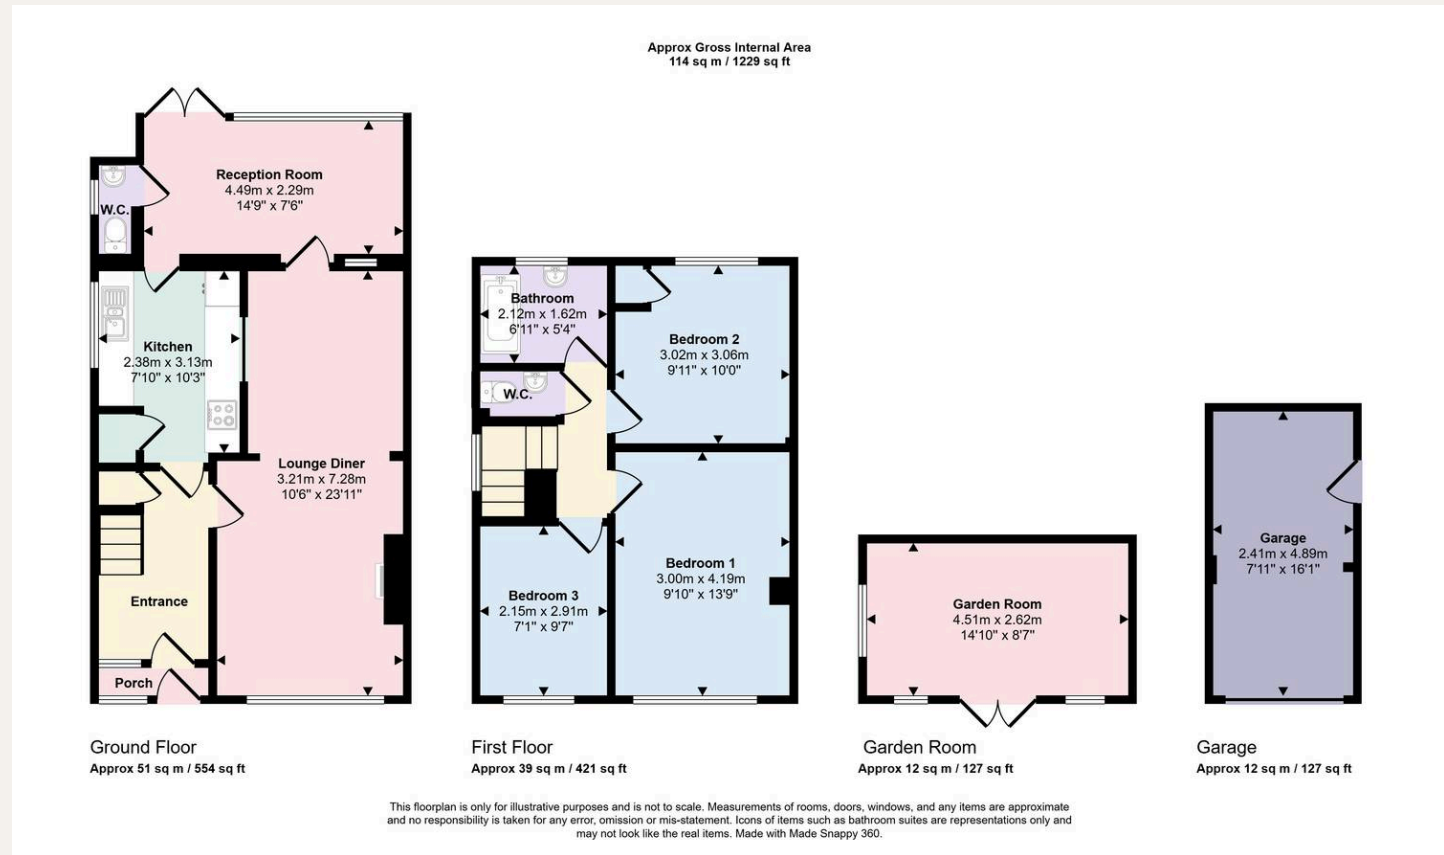 Approx Gross Internal Area
114 sq m / 1229 sq ft
Reception Room
4.49m x 2.29m
14'9" x 7'6"
W.C.
Kitchen
2.38m x 3.13m
7'10" x 10'3"
Lounge Diner
3.21m x 7.28m
10'6" x 23'11"
Entrance
Porch
Ground Floor
Approx 51 sq m / 554 sq ft
Bathroom
2.12m x 1.62m
6'11" x 5'4"
W.C.
Bedroom 2
3.02m x 3.06m
9'11" x 10'0"
Bedroom 1
3.00m x 4.19m
9'10" x 13'9"
Bedroom 3
2.15m x 2.91m
7'1" x 9'7"
First Floor
Approx 39 sq m / 421 sq ft
Garden Room
4.51m x 2.62m
14'10" x 8'7"
Garden Room
Approx 12 sq m / 127 sq ft
Garage
2.41m x 4.89m
7'11" x 16'1"
Garage
Approx 12 sq m / 127 sq ft
This floorplan is only for illustrative purposes and is not to scale. Measurements of rooms, doors, windows, and any items are approximate
and no responsibility is taken for any error, omission or mis-statement. Icons of items such as bathroom suites are representations only and
may not look like the real items. Made with Made Snappy 360.